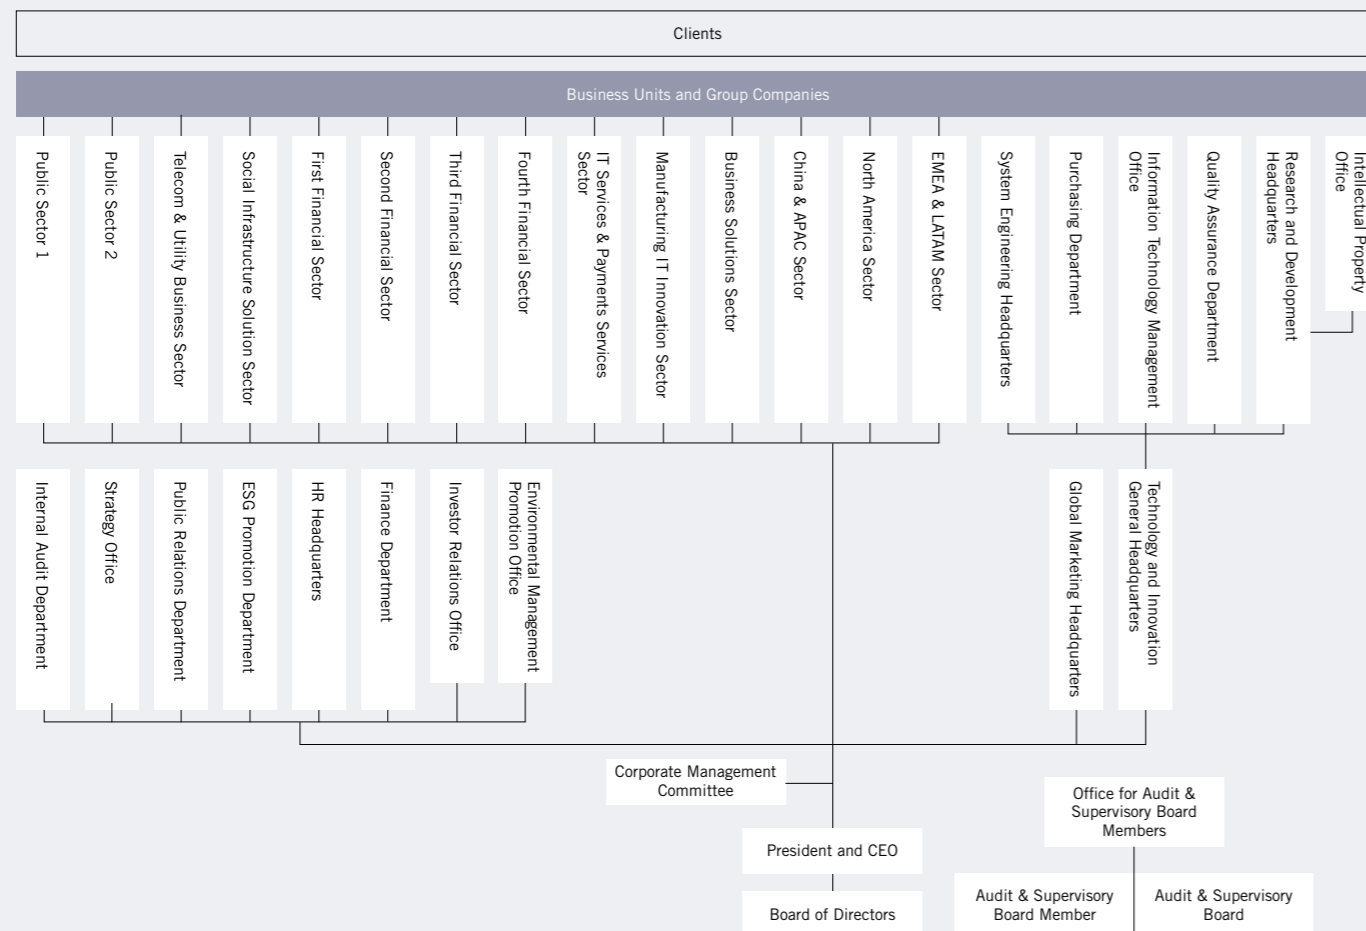 Clients
Business Units and Group Companies
Public Sector 1
Public Sector 2
Telecom & Utility Business Sector
Social Infrastructure Solution Sector
First Financial Sector
Second Financial Sector
Third Financial Sector
Fourth Financial Sector
IT Services & Payments Services
Sector
Manufacturing IT Innovation Sector
Business Solutions Sector
China & APAC Sector
North America Sector
EMEA & LATAM Sector
System Engineering Headquarters
Purchasing Department
Information Technology Management
Office
Quality Assurance Department
Research and Development
Headquarters
Intellectual Property
Office
Internal Audit Department
Strategy Office
Public Relations Department
ESG Promotion Department
HR Headquarters
Finance Department
Investor Relations Office
Environmental Management
Promotion Office
Global Marketing Headquarters
Technology and Innovation
General Headquarters
Corporate Management
Committee
Office for Audit &
Supervisory Board
Members
President and CEO
Audit & Supervisory
Board Member
Audit & Supervisory
Board
Board of Directors